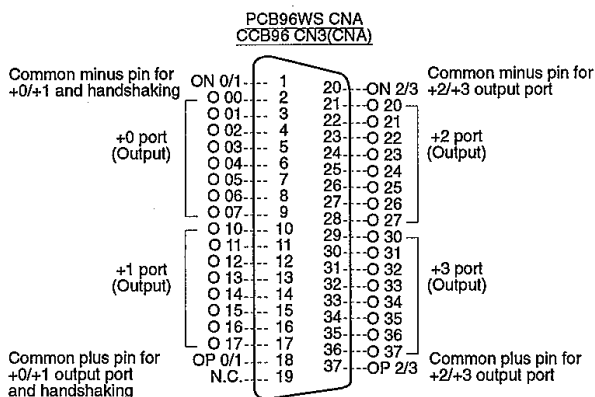 PCB96WS CNA
CCB96 CN3(CNA)
Common minus pin for
+0/+1 and handshaking
ON 0/1 1
O 00 2
O 01 3
O 02 4
O 03 5
O 04 6
O 05 7
O 06 8
O 07 9
O 10 10
O 11 11
O 12 12
O 13 13
O 14 14
O 15 15
O 16 16
O 17 17
OP 0/1 18
N.C. 19
+0 port
(Output)
+1 port
(Output)
Common plus pin for
+0/+1 output port
and handshaking
20 ON 2/3
21 O 20
22 O 21
23 O 22
24 O 23
25 O 24
26 O 25
27 O 26
28 O 27
29 O 30
30 O 31
31 O 32
32 O 33
33 O 34
34 O 35
35 O 36
36 O 37
37 OP 2/3
Common minus pin for
+2/+3 output port
+2 port
(Output)
+3 port
(Output)
Common plus pin for
+2/+3 output port